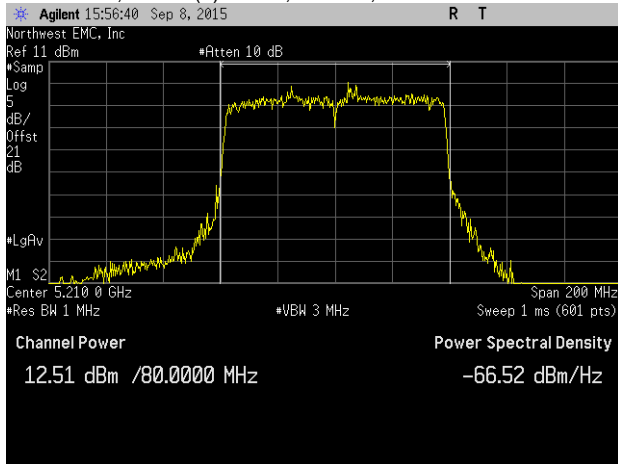 Agilent 15:56:40 Sep 8, 2015 R T
Northwest EMC, Inc
Ref 11 dBm #Atten 10 dB
#Samp
Log
5
dB/
Offst
21
dB
#LgAv
M1 S2
Center 5.210 0 GHz Span 200 MHz
#Res BW 1 MHz #VBW 3 MHz Sweep 1 ms (601 pts)
Channel Power Power Spectral Density
12.51 dBm /80.0000 MHz -66.52 dBm/Hz